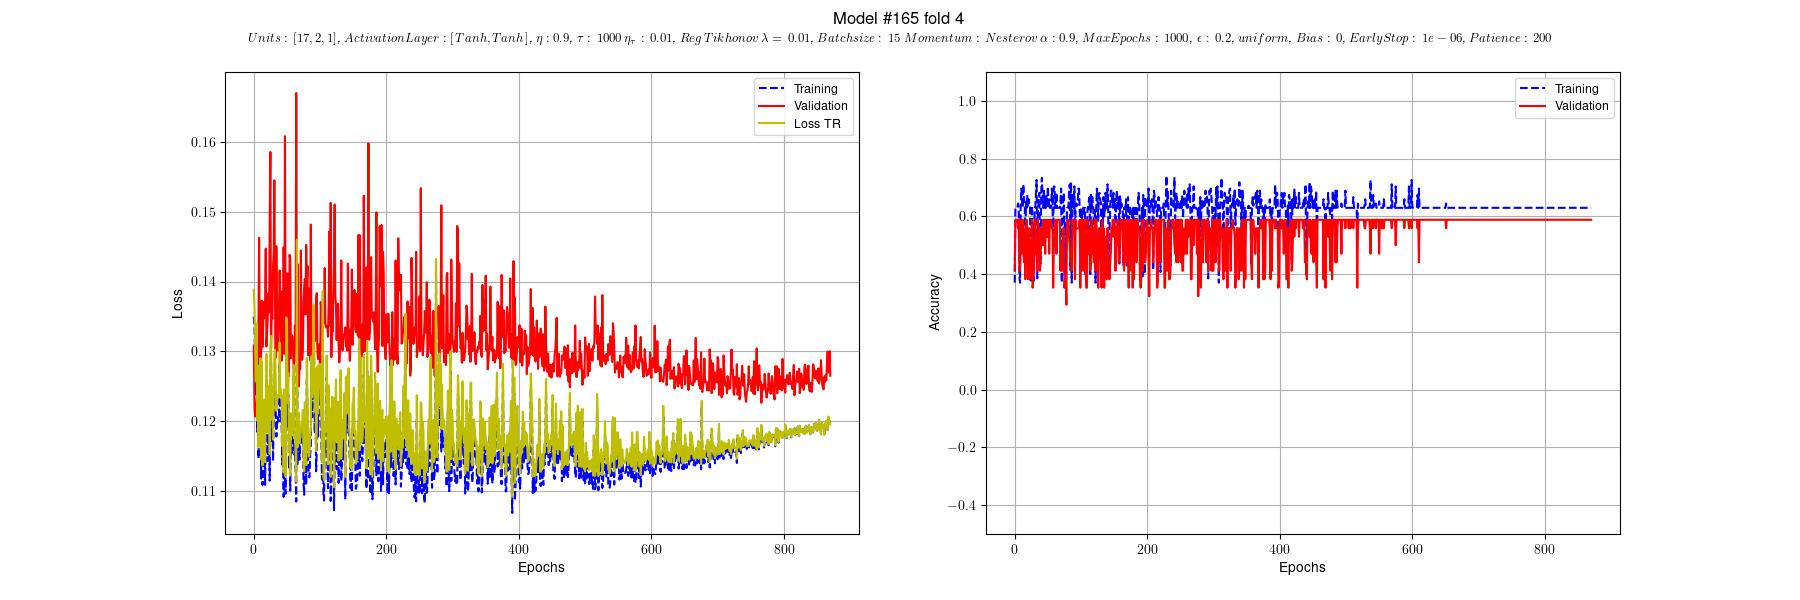 Model #165 fold 4
Units : [17, 2, 1], ActivationLayer : [Tanh, Tanh], η : 0.9, τ : 1000 η_τ : 0.01, Reg Tikhonov λ = 0.01, Batchsize : 15 Momentum : Nesterov α : 0.9, MaxEpochs : 1000, ϵ : 0.2, uniform, Bias : 0, EarlyStop : 1e − 06, Patience : 200
Training
Validation
Loss TR
0.16
0.15
0.14
0.13
0.12
0.11
Loss
0 200 400 600 800
Epochs
Training
Validation
1.0
0.8
0.6
0.4
0.2
0.0
−0.2
−0.4
Accuracy
0 200 400 600 800
Epochs